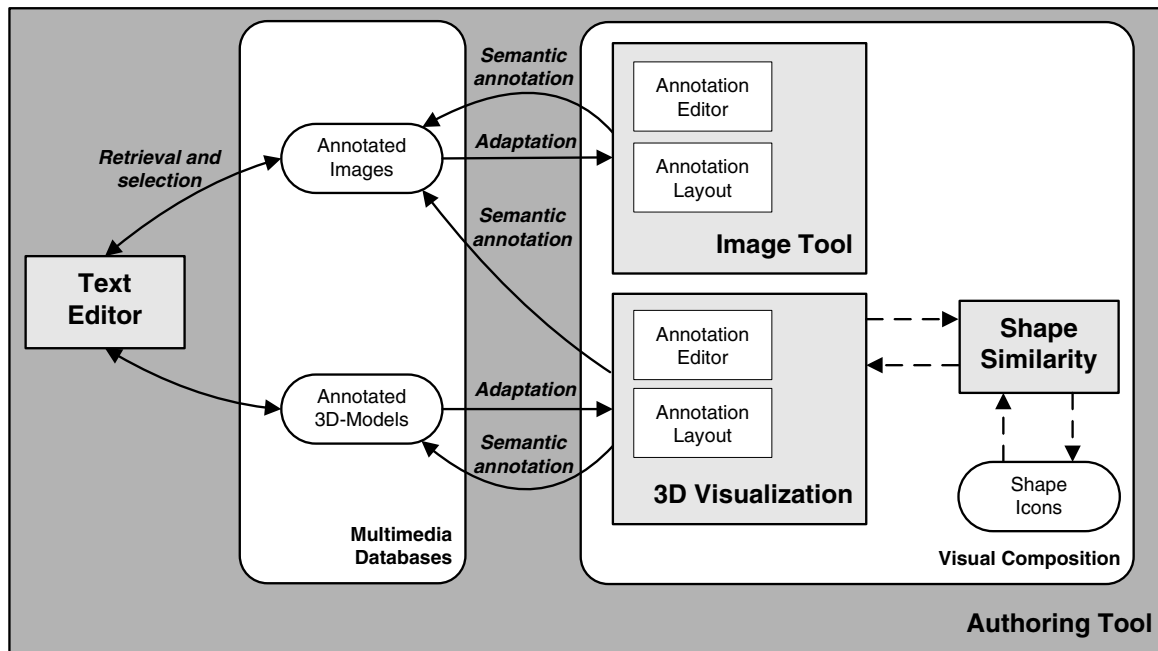 Retrieval and
selection
Text
Editor
Annotated
Images
Annotated
3D-Models
Multimedia
Databases
Semantic
annotation
Adaptation
Semantic
annotation
Adaptation
Semantic
annotation
Annotation
Editor
Annotation
Layout
Image Tool
Annotation
Editor
Annotation
Layout
3D Visualization
Shape
Similarity
Shape
Icons
Visual Composition
Authoring Tool